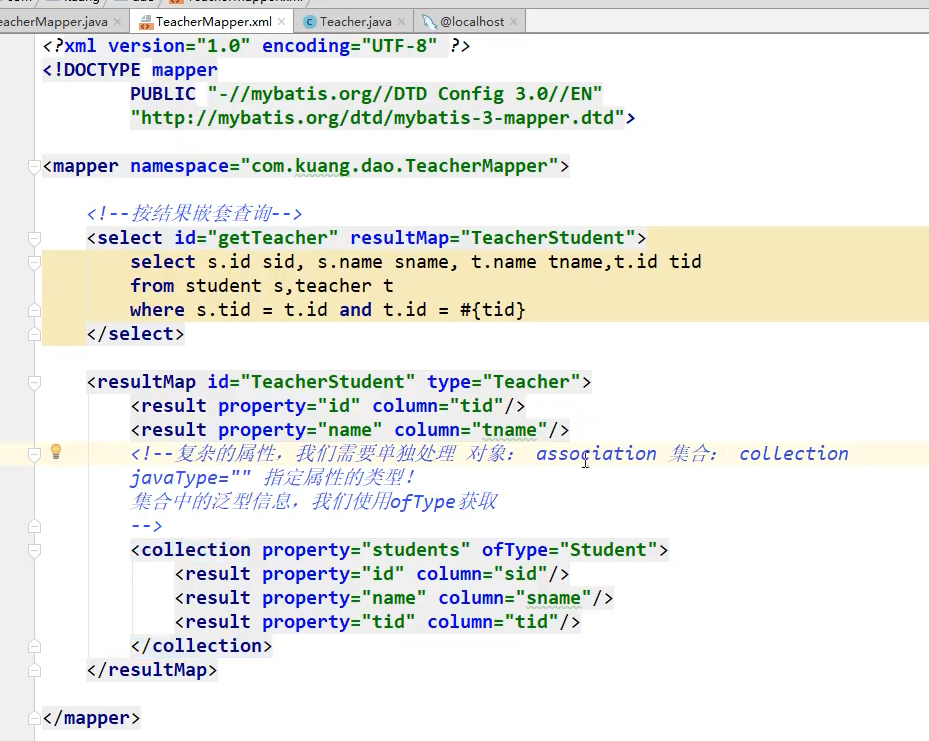 TeacherMapper.xml
eacherMapper.java TeacherMapper.xml Teacher.java @localhost
<?xml version="1.0" encoding="UTF-8" ?>
<!DOCTYPE mapper
PUBLIC "-//mybatis.org//DTD Config 3.0//EN"
"http://mybatis.org/dtd/mybatis-3-mapper.dtd">
<mapper namespace="com.kuang.dao.TeacherMapper">
<!--按结果嵌套查询-->
<select id="getTeacher" resultMap="TeacherStudent">
select s.id sid, s.name sname, t.name tname,t.id tid
from student s,teacher t
where s.tid = t.id and t.id = #{tid}
</select>
<resultMap id="TeacherStudent" type="Teacher">
<result property="id" column="tid"/>
<result property="name" column="tname"/>
<!--复杂的属性，我们需要单独处理 对象： association 集合： collection
javaType="" 指定属性的类型！
集合中的泛型信息，我们使用ofType获取
-->
<collection property="students" ofType="Student">
<result property="id" column="sid"/>
<result property="name" column="sname"/>
<result property="tid" column="tid"/>
</collection>
</resultMap>
</mapper>